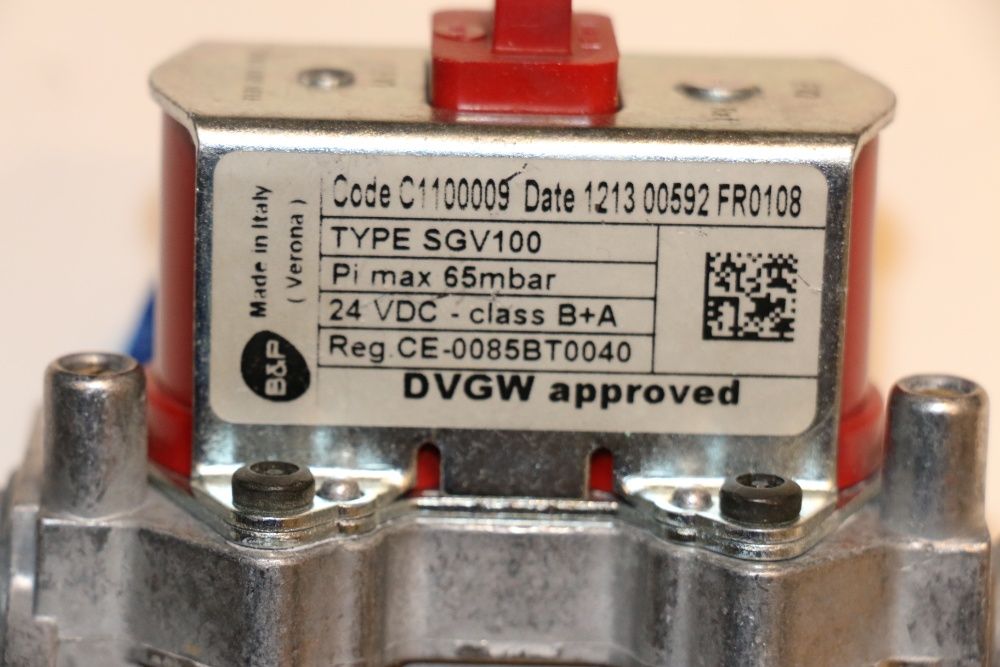 Code C1100009 Date 1213 00592 FR0108
TYPE SGV100
Pi max 65mbar
24 VDC - class B+A
Reg.CE-0085BT0040
DVGW approved
Made in Italy
( Verona )
B&P